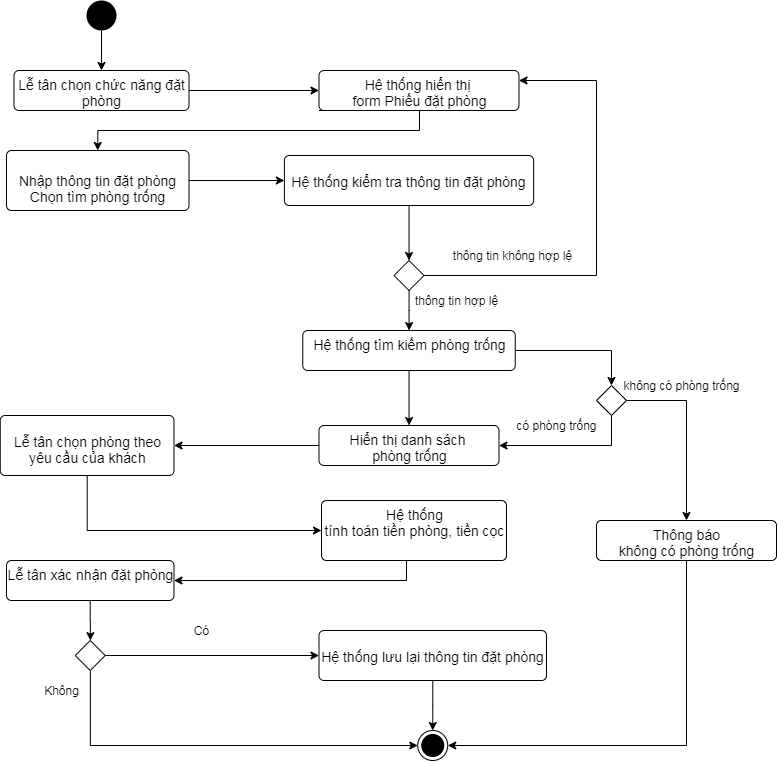 Lễ tân chọn chức năng đặt
phòng
Hệ thống hiển thị
form Phiếu đặt phòng
Nhập thông tin đặt phòng
Chọn tìm phòng trống
Hệ thống kiểm tra thông tin đặt phòng
thông tin không hợp lệ
thông tin hợp lệ
Hệ thống tìm kiếm phòng trống
không có phòng trống
có phòng trống
Hiển thị danh sách
phòng trống
Lễ tân chọn phòng theo
yêu cầu của khách
Hệ thống
tính toán tiền phòng, tiền cọc
Thông báo
không có phòng trống
Lễ tân xác nhận đặt phòng
Có
Hệ thống lưu lại thông tin đặt phòng
Không